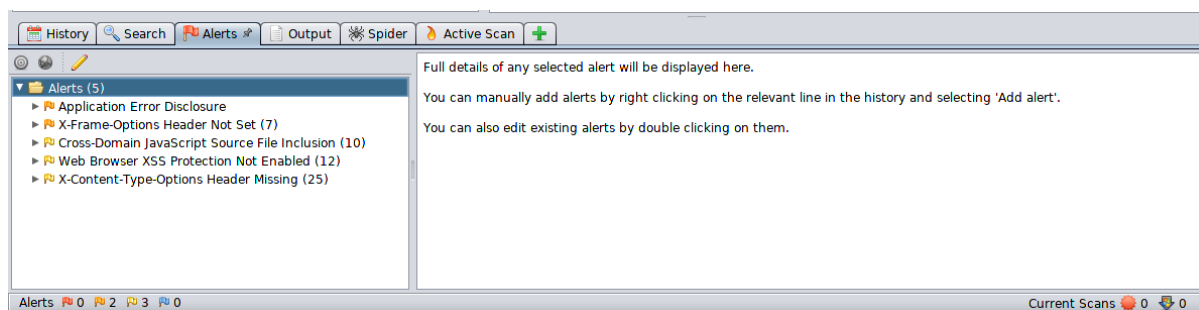 History Search Alerts Output Spider Active Scan
Alerts (5)
Application Error Disclosure
X-Frame-Options Header Not Set (7)
Cross-Domain JavaScript Source File Inclusion (10)
Web Browser XSS Protection Not Enabled (12)
X-Content-Type-Options Header Missing (25)
Full details of any selected alert will be displayed here.
You can manually add alerts by right clicking on the relevant line in the history and selecting 'Add alert'.
You can also edit existing alerts by double clicking on them.
Alerts 0 2 3 0 Current Scans 0 0